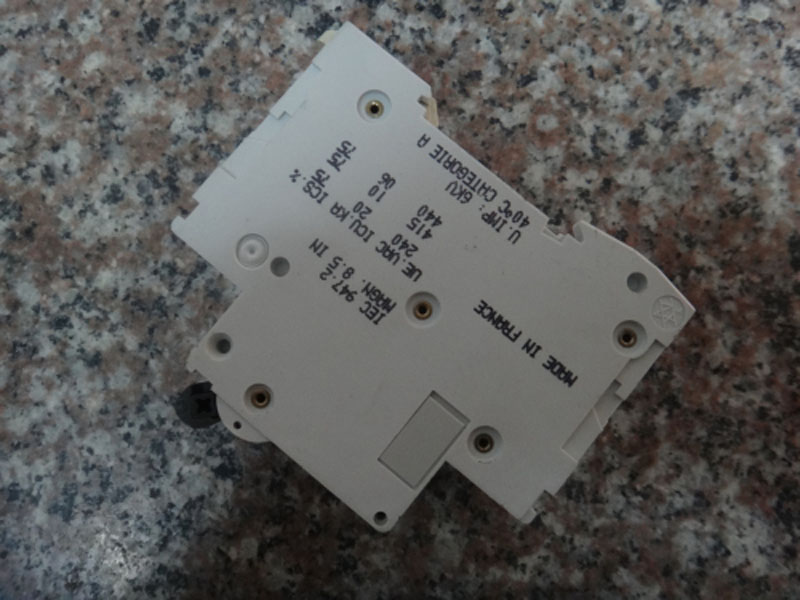 IEC 947.2
MAGN. 8.5 IN
UE VAC ICU KA ICS %
240 20 75
415 10 75
440 06 75
U.IMP: 6KV
40°C CATEGORIE A
MADE IN FRANCE